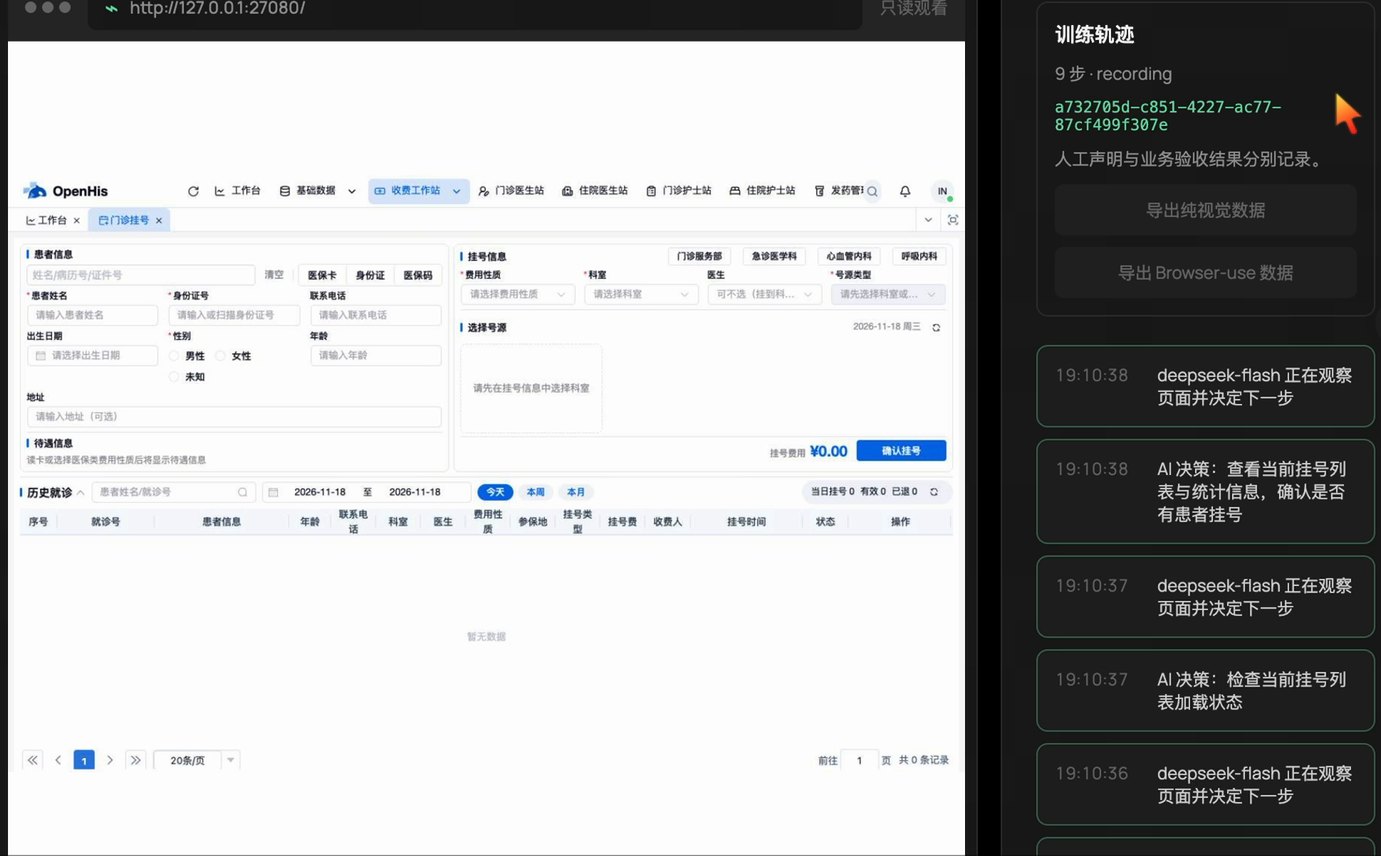 http://127.0.0.1:27080/
只读观看
OpenHis
工作台
基础数据
收费工作站
门诊医生站
住院医生站
门诊护士站
住院护士站
发药管理
IN
工作台 ×
门诊挂号 ×
患者信息
姓名/病历号/证件号
清空
医保卡
身份证
医保码
*患者姓名
*身份证号
联系电话
请输入患者姓名
请输入或扫描身份证号
请输入联系电话
出生日期
*性别
年龄
请选择出生日期
男性
女性
未知
请输入年龄
地址
请输入地址（可选）
待遇信息
读卡或选择医保类费用性质后将显示待遇信息
挂号信息
门诊服务部
急诊医学科
心血管内科
呼吸内科
*费用性质
*科室
医生
*号源类型
请选择费用性质
请选择科室
可不选（挂到科...
请先选择科室或...
选择号源
2026-11-18 周三
请先在挂号信息中选择科室
挂号费用 ¥0.00
确认挂号
历史就诊
患者姓名/就诊号
2026-11-18 至 2026-11-18
今天
本周
本月
当日挂号 0 有效 0 已退 0
序号
就诊号
患者信息
年龄
联系电话
科室
医生
费用性质
参保地
挂号类型
挂号费
收费人
挂号时间
状态
操作
暂无数据
1
20条/页
前往 1 页 共 0 条记录
训练轨迹
9 步 · recording
a732705d-c851-4227-ac77-
87cf499f307e
人工声明与业务验收结果分别记录。
导出纯视觉数据
导出 Browser-use 数据
19:10:38 deepseek-flash 正在观察
页面并决定下一步
19:10:38 AI 决策：查看当前挂号列
表与统计信息，确认是否
有患者挂号
19:10:37 deepseek-flash 正在观察
页面并决定下一步
19:10:37 AI 决策：检查当前挂号列
表加载状态
19:10:36 deepseek-flash 正在观察
页面并决定下一步